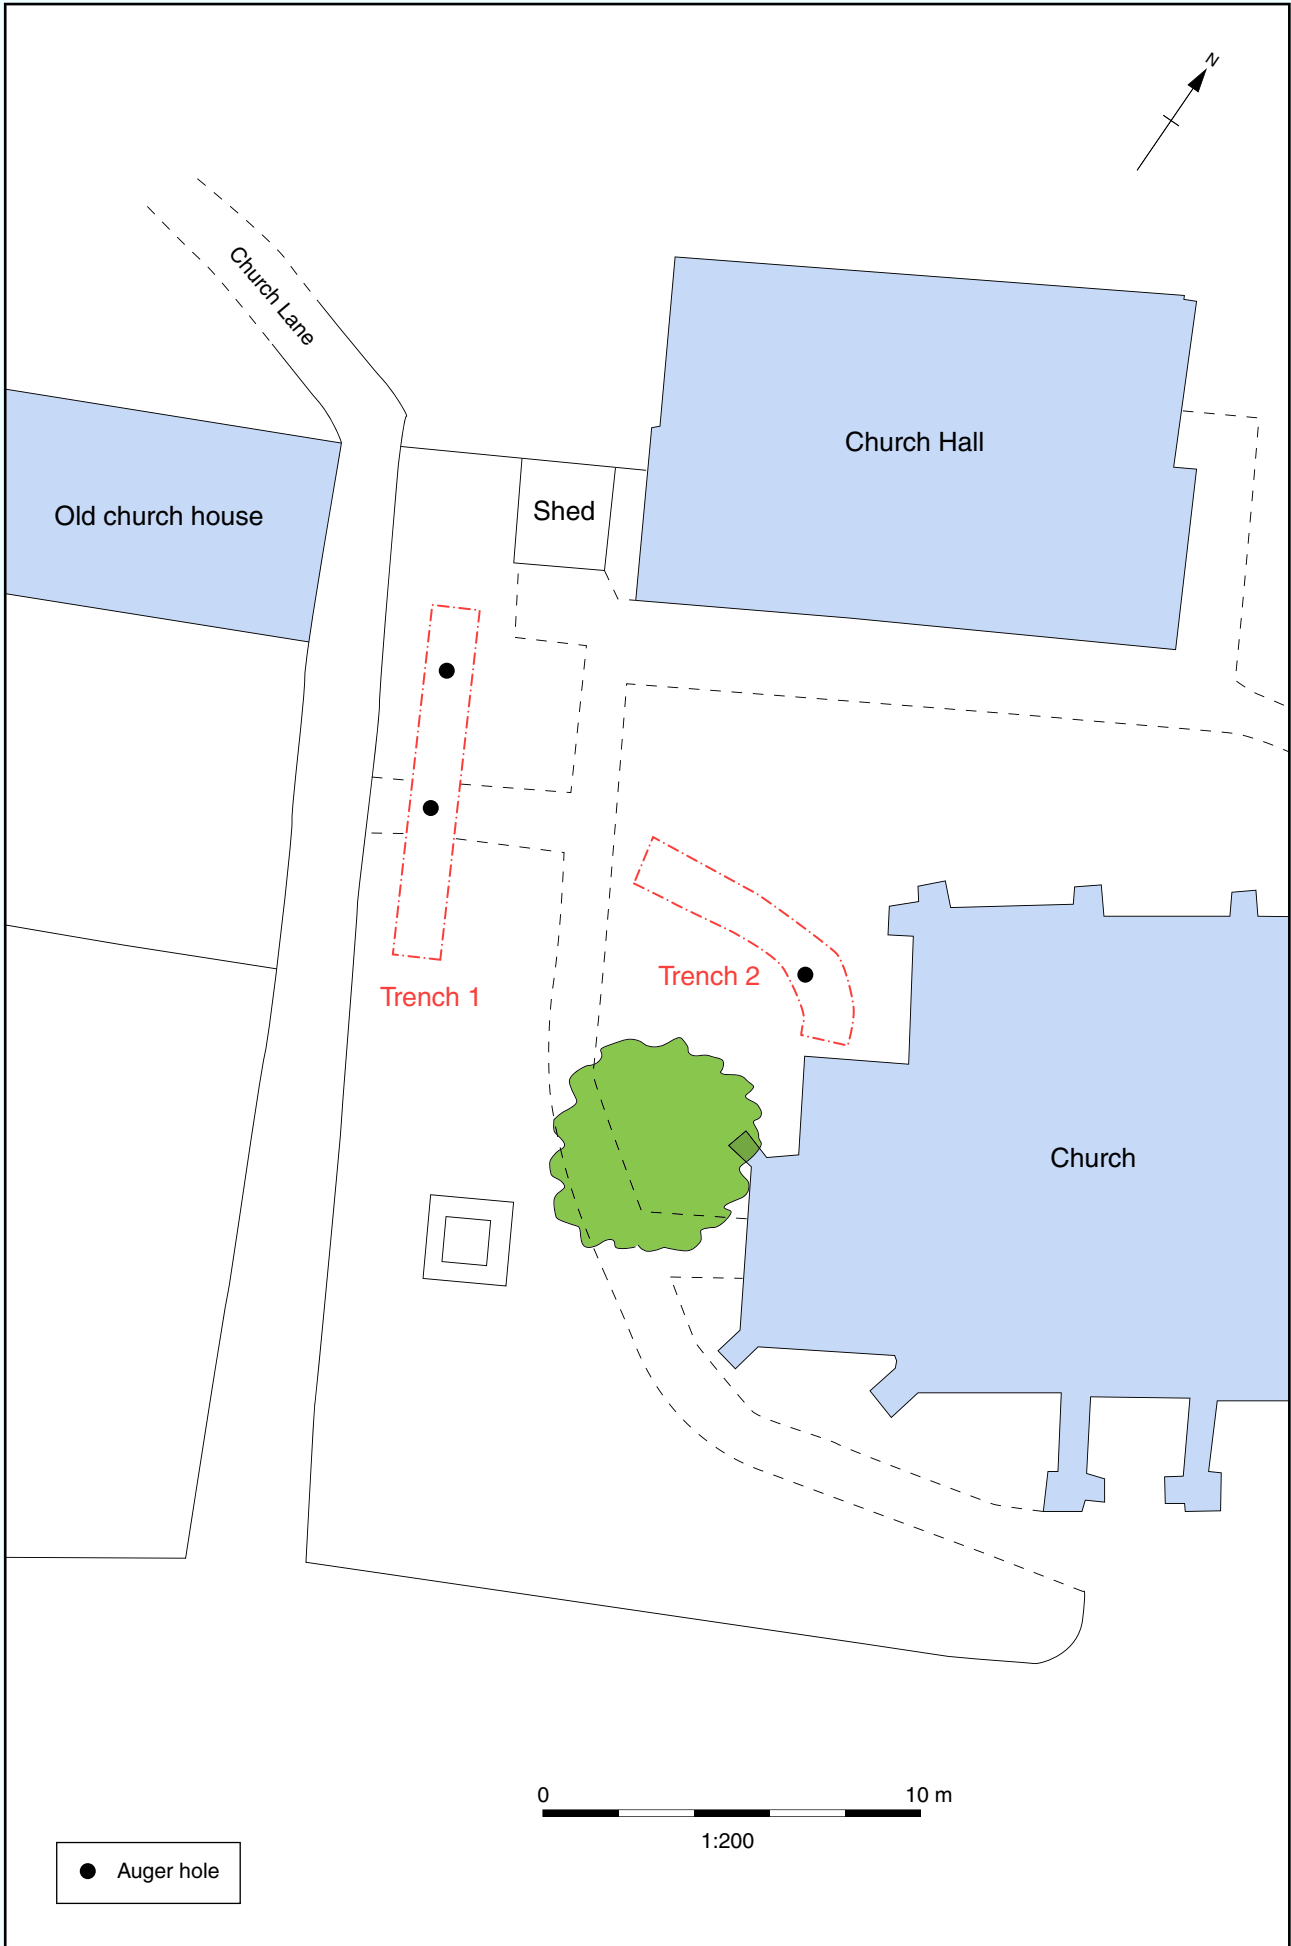 N
Church Lane
Church Hall
Old church house
Shed
Trench 2
Trench 1
Church
0 10 m
1:200
Auger hole